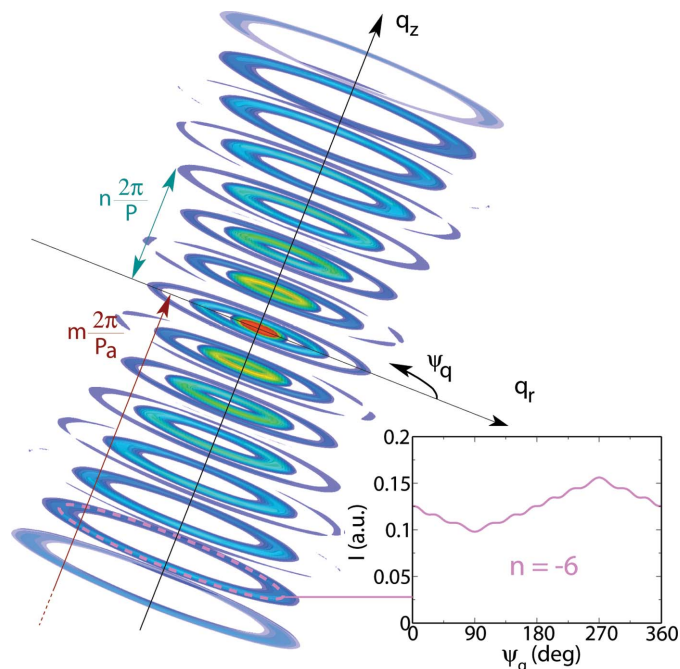 q_z
n 2π/P
m 2π/P_a
ψ_q
q_r
0.2
0.15
0.1
0.05
0
I (a.u.)
n = -6
0 90 180 270 360
ψ_q (deg)